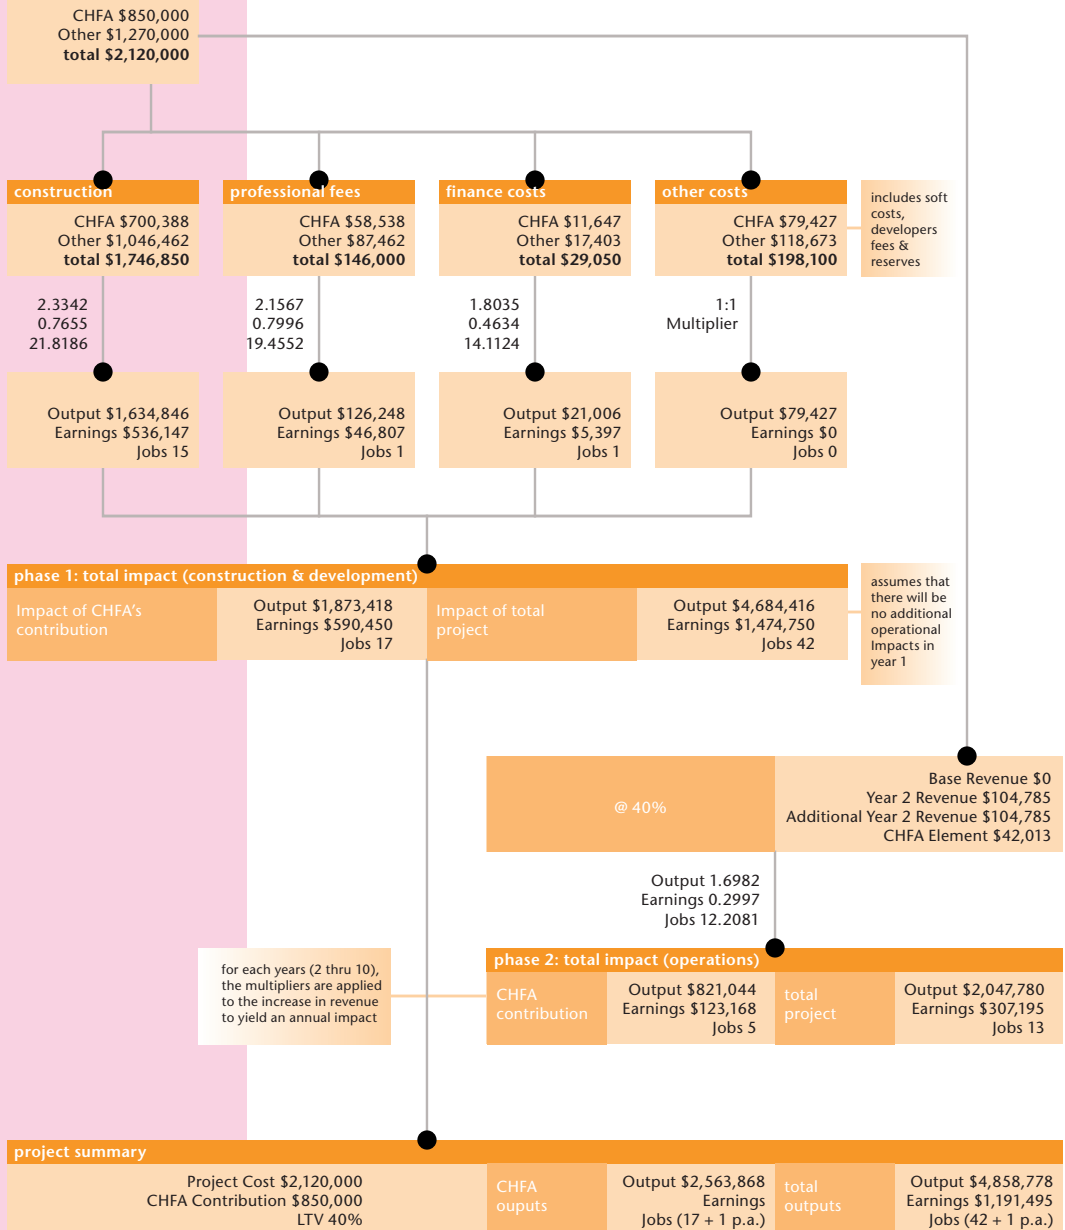 CHFA $850,000
Other $1,270,000
total $2,120,000
construction
CHFA $700,388
Other $1,046,462
total $1,746,850
professional fees
CHFA $58,538
Other $87,462
total $146,000
finance costs
CHFA $11,647
Other $17,403
total $29,050
other costs
CHFA $79,427
Other $118,673
total $198,100
includes soft
costs,
developers
fees &
reserves
2.3342
0.7655
21.8186
2.1567
0.7996
19.4552
1.8035
0.4634
14.1124
1:1
Multiplier
Output $1,634,846
Earnings $536,147
Jobs 15
Output $126,248
Earnings $46,807
Jobs 1
Output $21,006
Earnings $5,397
Jobs 1
Output $79,427
Earnings $0
Jobs 0
phase 1: total impact (construction & development)
Impact of CHFA's
contribution
Output $1,873,418
Earnings $590,450
Jobs 17
Impact of total
project
Output $4,684,416
Earnings $1,474,750
Jobs 42
assumes that
there will be
no additional
operational
Impacts in
year 1
@ 40%
Base Revenue $0
Year 2 Revenue $104,785
Additional Year 2 Revenue $104,785
CHFA Element $42,013
Output 1.6982
Earnings 0.2997
Jobs 12.2081
for each years (2 thru 10),
the multipliers are applied
to the increase in revenue
to yield an annual impact
phase 2: total impact (operations)
CHFA
contribution
Output $821,044
Earnings $123,168
Jobs 5
total
project
Output $2,047,780
Earnings $307,195
Jobs 13
project summary
Project Cost $2,120,000
CHFA Contribution $850,000
LTV 40%
CHFA
ouputs
Output $2,563,868
Earnings
Jobs (17 + 1 p.a.)
total
outputs
Output $4,858,778
Earnings $1,191,495
Jobs (42 + 1 p.a.)